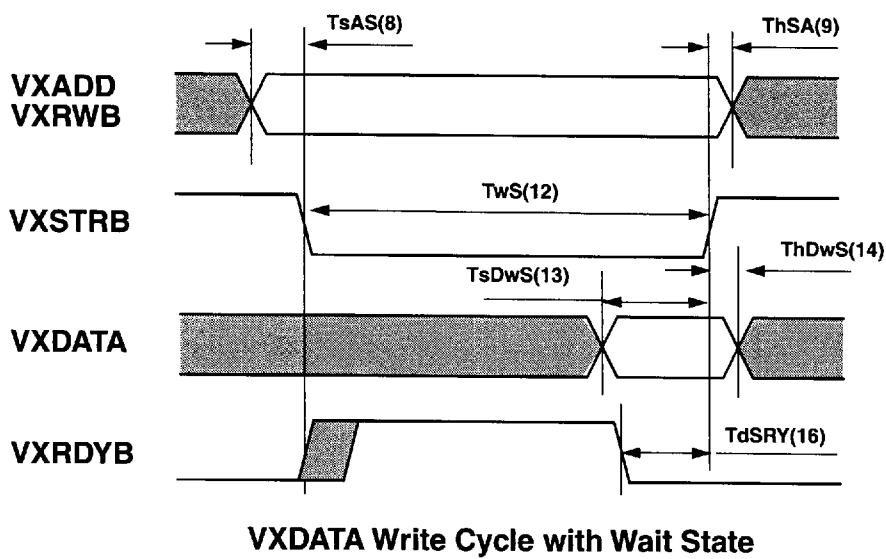 TsAS(8)
ThSA(9)
VXADD
VXRWB
TwS(12)
VXSTRB
ThDwS(14)
TsDwS(13)
VXDATA
TdSRY(16)
VXRDYB
VXDATA Write Cycle with Wait State